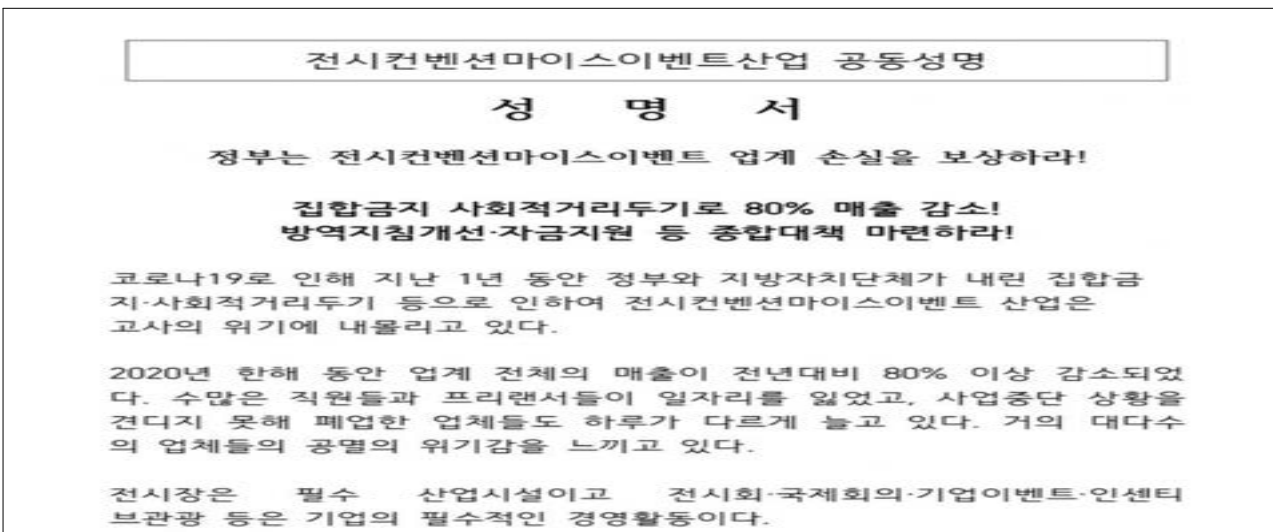 전시컨벤션마이스이벤트산업 공동성명
성 명 서
정부는 전시컨벤션마이스이벤트 업계 손실을 보상하라!
집합금지 사회적거리두기로 80% 매출 감소!
방역지침개선·자금지원 등 종합대책 마련하라!
코로나19로 인해 지난 1년 동안 정부와 지방자치단체가 내린 집합금
지·사회적거리두기 등으로 인하여 전시컨벤션마이스이벤트 산업은
고사의 위기에 내몰리고 있다.
2020년 한해 동안 업계 전체의 매출이 전년대비 80% 이상 감소되었
다. 수많은 직원들과 프리랜서들이 일자리를 잃었고, 사업중단 상황을
견디지 못해 폐업한 업체들도 하루가 다르게 늘고 있다. 거의 대다수
의 업체들의 공멸의 위기감을 느끼고 있다.
전시장은 필수 산업시설이고 전시회·국제회의·기업이벤트·인센티
브관광 등은 기업의 필수적인 경영활동이다.